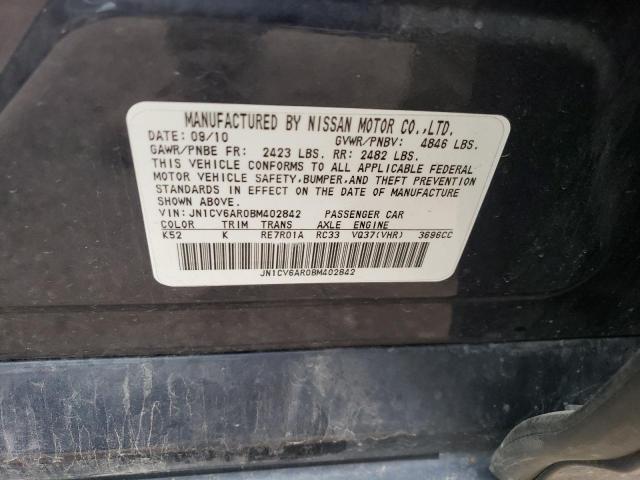 MANUFACTURED BY NISSAN MOTOR CO.,LTD.
DATE: 09/10 GVWR/PNBV: 4846 LBS.
GAWR/PNBE FR: 2423 LBS. RR: 2482 LBS.
THIS VEHICLE CONFORMS TO ALL APPLICABLE FEDERAL
MOTOR VEHICLE SAFETY,BUMPER,AND THEFT PREVENTION
STANDARDS IN EFFECT ON THE DATE OF MANUFACTURE
SHOWN ABOVE.
VIN: JN1CV6AR0BM402842 PASSENGER CAR
COLOR TRIM TRANS AXLE ENGINE
K52 K RE7R01A RC33 VQ37(VHR) 3696CC
JN1CV6AR0BM402842